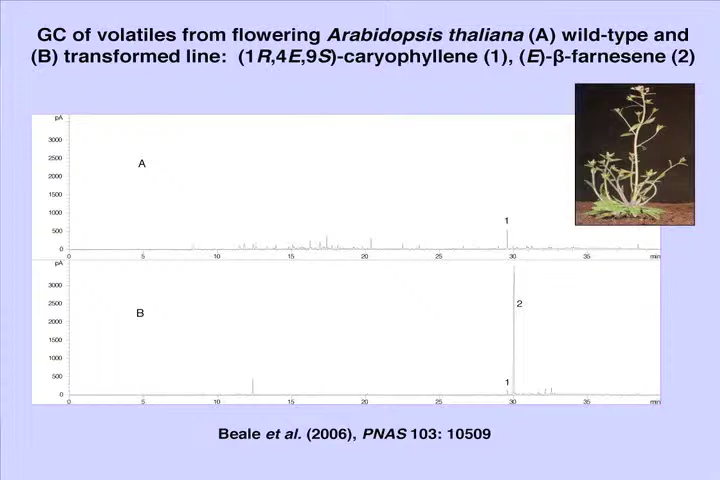 GC of volatiles from flowering Arabidopsis thaliana (A) wild-type and
(B) transformed line: (1R,4E,9S)-caryophyllene (1), (E)-β-farnesene (2)
pA
3000
2500
2000
1500
1000
500
0
A
1
0 5 10 15 20 25 30 35 min
pA
3000
2500
2000
1500
1000
500
0
B
2
1
0 5 10 15 20 25 30 35 min
Beale et al. (2006), PNAS 103: 10509